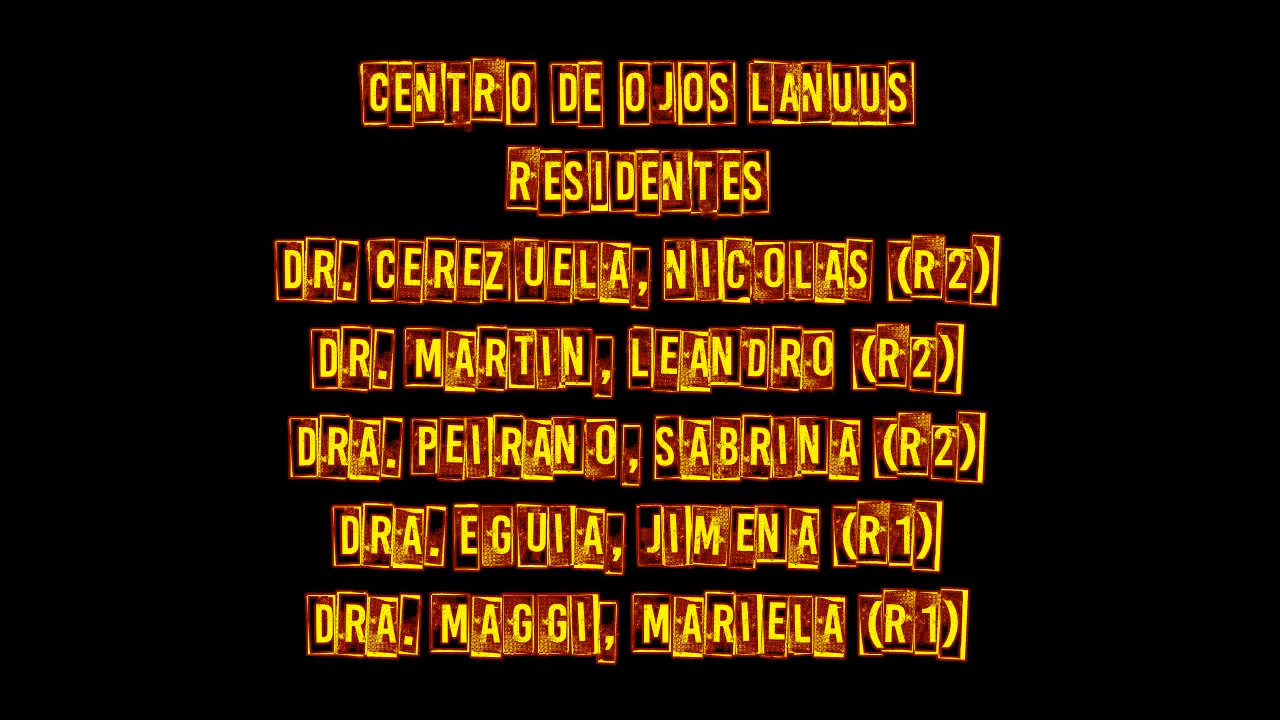 CENTRO DE OJOS LANUUS
RESIDENTES
DR. CEREZUELA, NICOLAS (R2)
DR. MARTIN, LEANDRO (R2)
DRA. PEIRANO, SABRINA (R2)
DRA. EGUIA, JIMENA (R1)
DRA. MAGGI, MARIELA (R1)